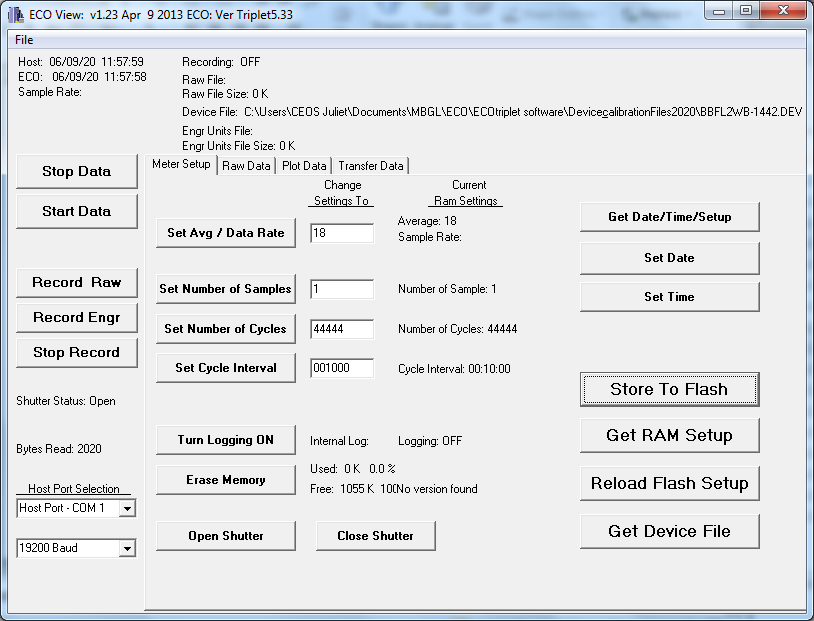 ECO View: v1.23 Apr 9 2013 ECO: Ver Triplet5.33
File
Host: 06/09/20 11:57:59
ECO: 06/09/20 11:57:58
Sample Rate:
Recording: OFF
Raw File:
Raw File Size: 0 K
Device File: C:\Users\CEOS Juliet\Documents\MBGL\ECO\ECOtriplet software\DevicecalibrationFiles2020\BBFL2WB-1442.DEV
Engr Units File:
Engr Units File Size: 0 K
Stop Data
Start Data
Record Raw
Record Engr
Stop Record
Shutter Status: Open
Bytes Read: 2020
Host Port Selection
Host Port - COM 1
19200 Baud
Meter Setup Raw Data Plot Data Transfer Data
Change Settings To
Current Ram Settings
Set Avg / Data Rate 18 Average: 18
Sample Rate:
Set Number of Samples 1 Number of Sample: 1
Set Number of Cycles 44444 Number of Cycles: 44444
Set Cycle Interval 001000 Cycle Interval: 00:10:00
Turn Logging ON Internal Log: Logging: OFF
Erase Memory Used: 0 K 0.0 %
Free: 1055 K 100No version found
Open Shutter Close Shutter
Get Date/Time/Setup
Set Date
Set Time
Store To Flash
Get RAM Setup
Reload Flash Setup
Get Device File